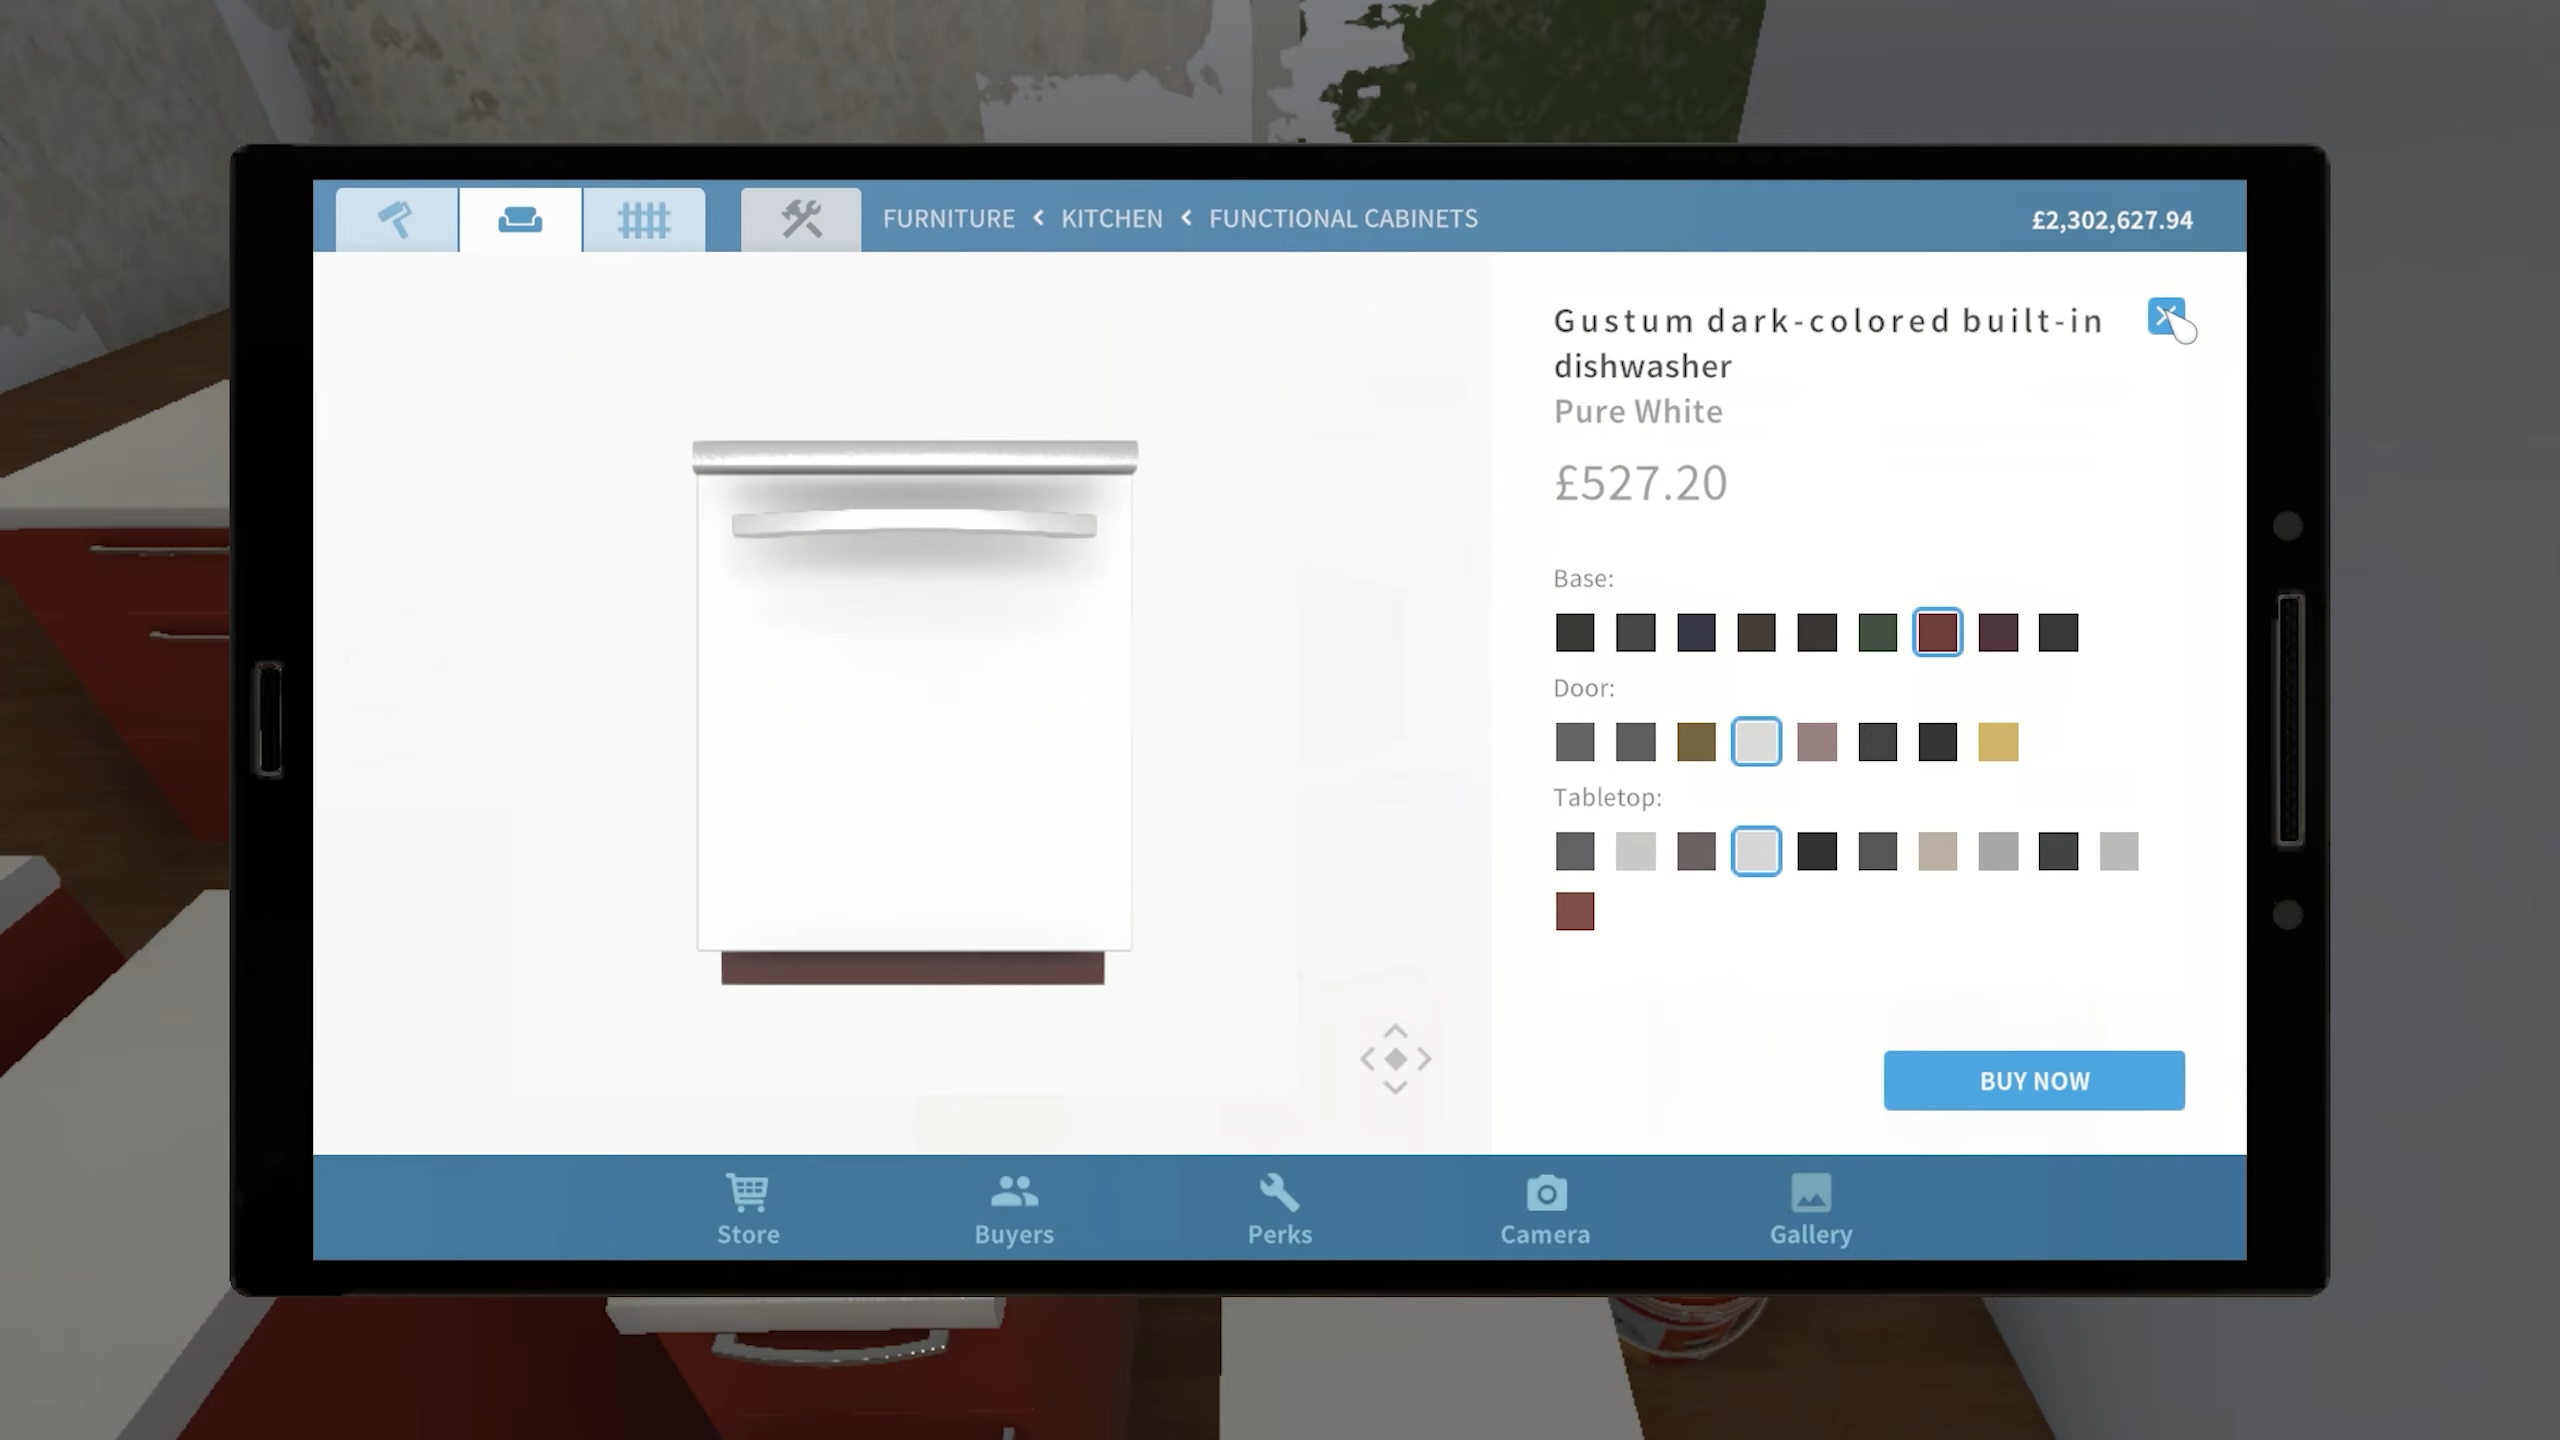 FURNITURE < KITCHEN < FUNCTIONAL CABINETS
£2,302,627.94
Gustum dark-colored built-in
dishwasher
Pure White
£527.20
Base:
Door:
Tabletop:
BUY NOW
Store
Buyers
Perks
Camera
Gallery